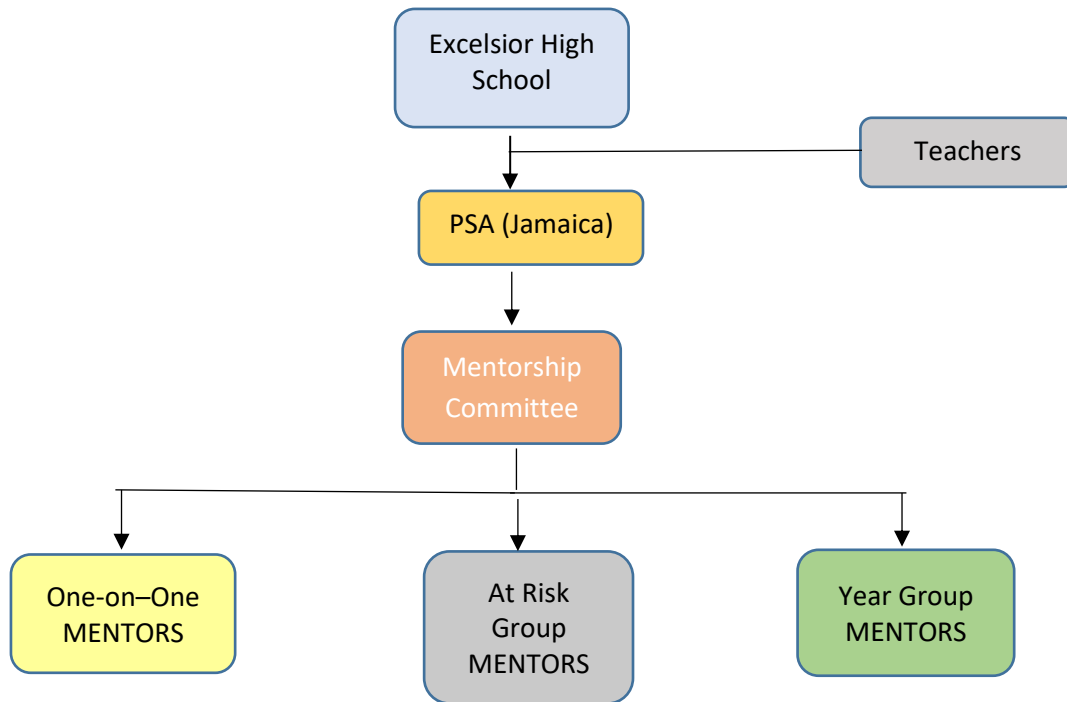 Excelsior High
School
Teachers
PSA (Jamaica)
Mentorship
Committee
One-on–One
MENTORS
At Risk
Group
MENTORS
Year Group
MENTORS